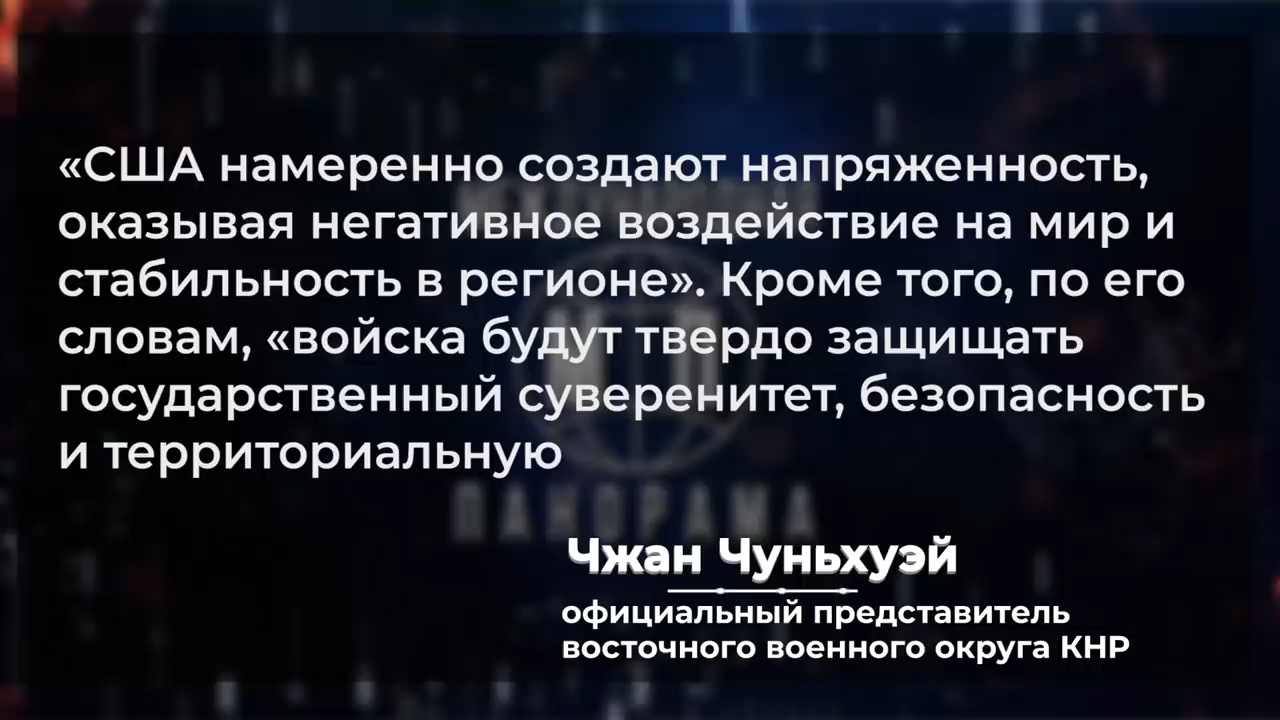 «США намеренно создают напряженность,
оказывая негативное воздействие на мир и
стабильность в регионе». Кроме того, по его
словам, «войска будут твердо защищать
государственный суверенитет, безопасность
и территориальную
ПАНОРАМА
Чжан Чуньхуэй
официальный представитель
восточного военного округа КНР